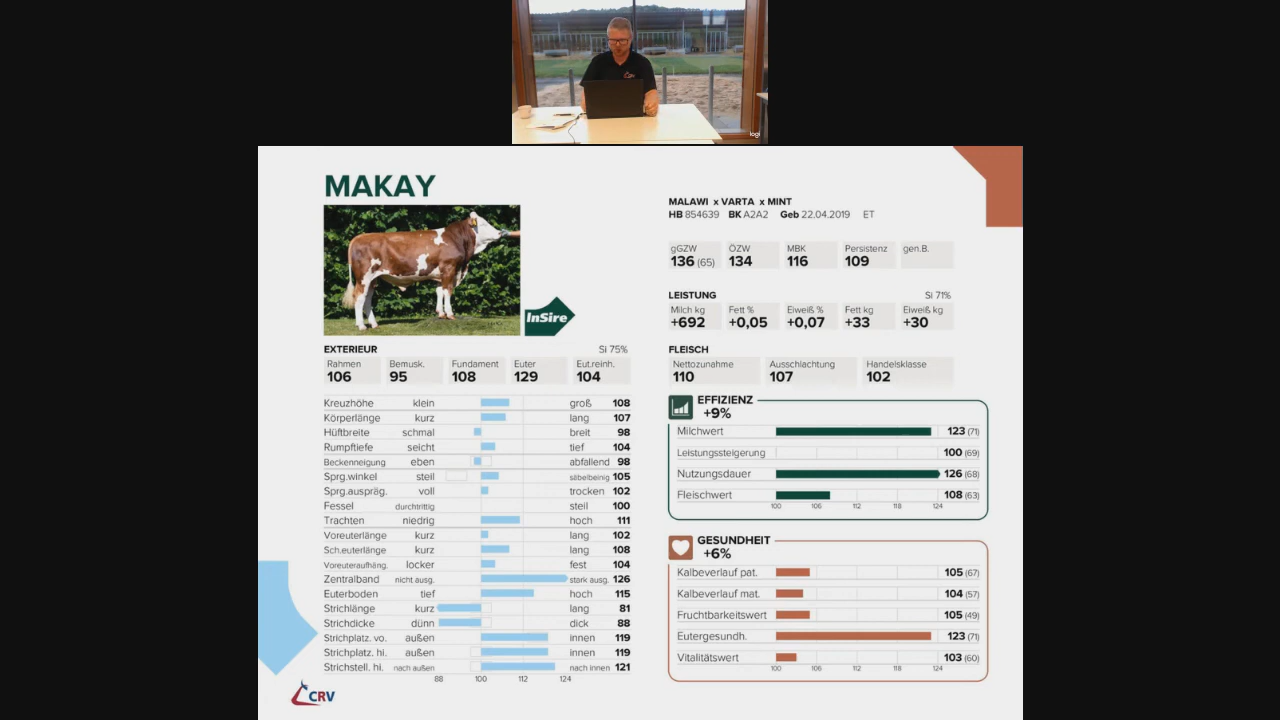 logi
MAKAY
MALAWI x VARTA x MINT
HB 854639 BK A2A2 Geb 22.04.2019 ET
gGZW ÖZW MBK Persistenz gen.B.
136 (65) 134 116 109
InSire
LEISTUNG Si 71%
Milch kg Fett % Eiweiß % Fett kg Eiweiß kg
+692 +0,05 +0,07 +33 +30
EXTERIEUR Si 75%
Rahmen Bemusk. Fundament Euter Eut.reinh.
106 95 108 129 104
FLEISCH
Nettozunahme Ausschlachtung Handelsklasse
110 107 102
Kreuzhöhe klein groß 108
Körperlänge kurz lang 107
Hüftbreite schmal breit 98
Rumpftiefe seicht tief 104
Beckenneigung eben abfallend 98
Sprg.winkel steil säbelbeinig 105
Sprg.auspräg. voll trocken 102
Fessel durchtrittig steil 100
Trachten niedrig hoch 111
Voreuterlänge kurz lang 102
Sch.euterlänge kurz lang 108
Voreuteraufhäng. locker fest 104
Zentralband nicht ausg. stark ausg. 126
Euterboden tief hoch 115
Strichlänge kurz lang 81
Strichdicke dünn dick 88
Strichplatz. vo. außen innen 119
Strichplatz. hi. außen innen 119
Strichstell. hi. nach außen nach innen 121
88 100 112 124
EFFIZIENZ
+9%
Milchwert 123 (71)
Leistungssteigerung 100 (69)
Nutzungsdauer 126 (68)
Fleischwert 108 (63)
100 106 112 118 124
GESUNDHEIT
+6%
Kalbeverlauf pat. 105 (67)
Kalbeverlauf mat. 104 (57)
Fruchtbarkeitswert 105 (49)
Eutergesundh. 123 (71)
Vitalitätswert 103 (60)
100 106 112 118 124
CRV